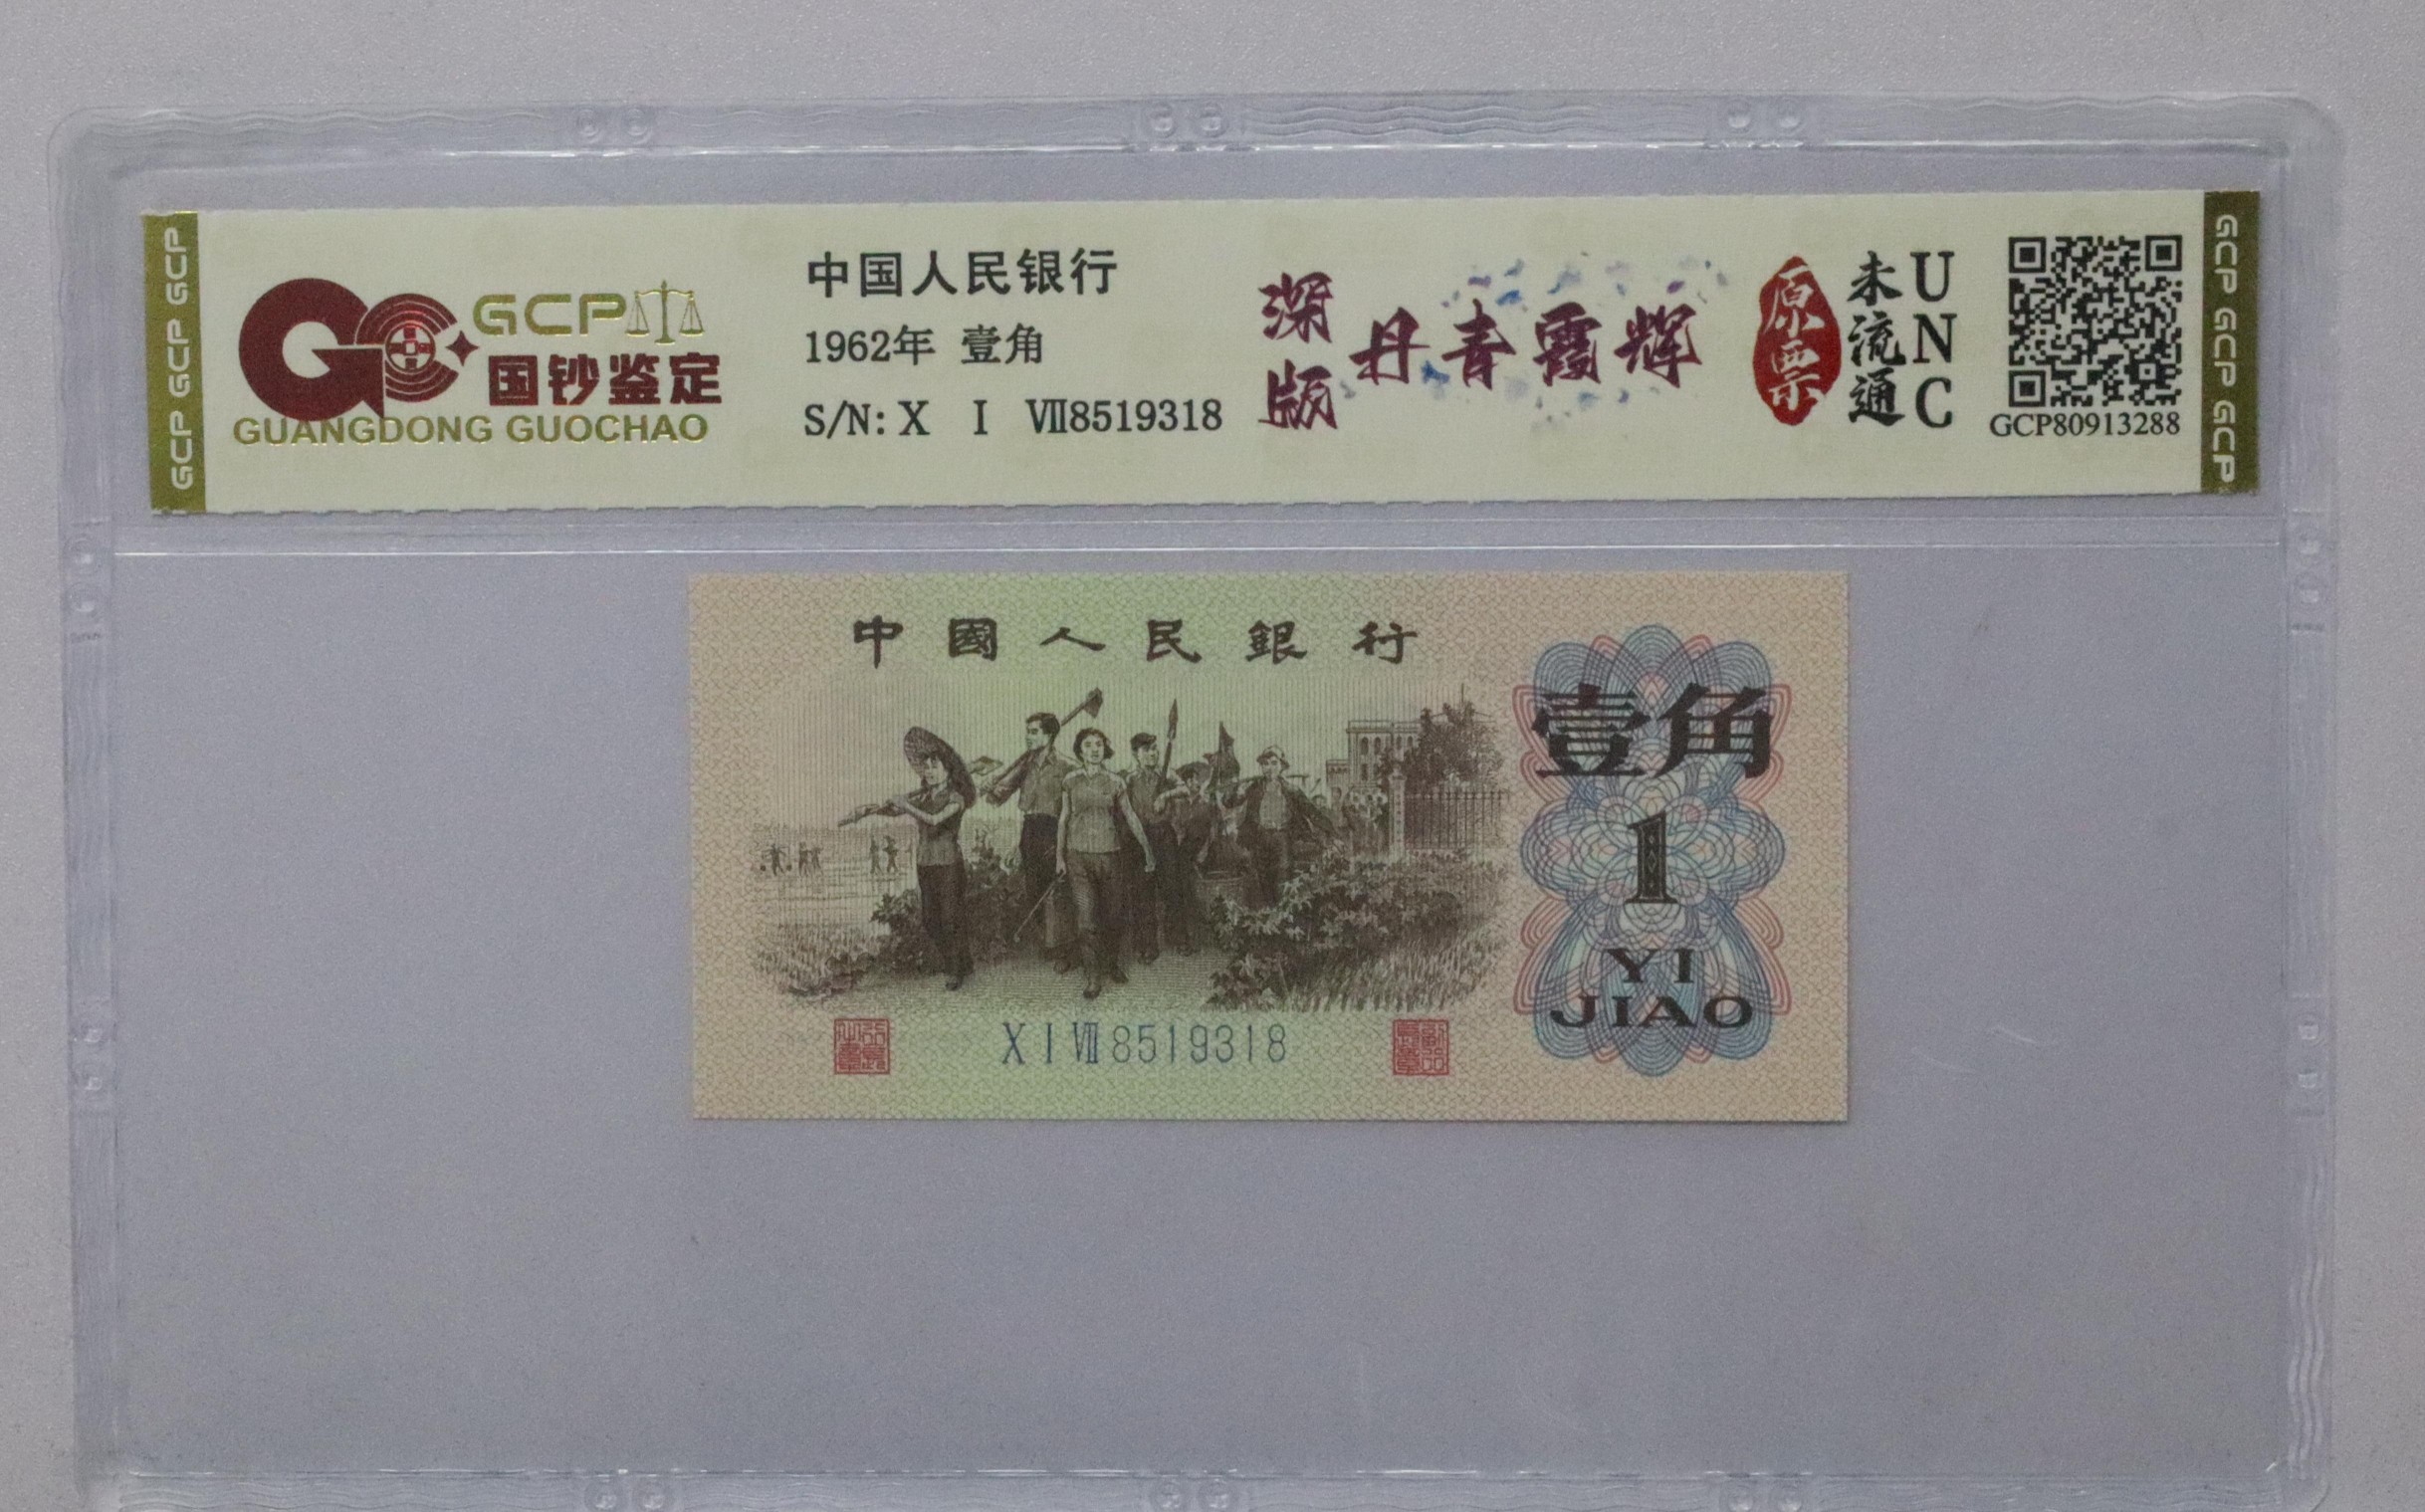 GCP GCP GCP
GCP
国钞鉴定
GUANGDONG GUOCHAO
中国人民银行
1962年 壹角
S/N: X I Ⅶ8519318
深版
丹青霞辉
原票
未流通
UNC
GCP80913288
GCP GCP GCP
中國人民銀行
壹角
1
YI
JIAO
X I Ⅷ 8519318